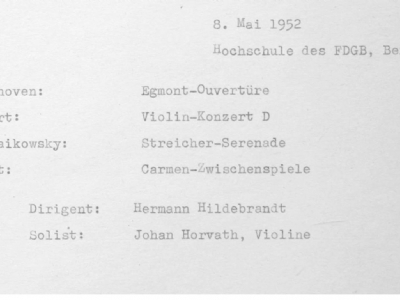 8. Mai 1952
Hochschule des FDGB, Be
hoven: Egmont-Ouvertüre
rt: Violin-Konzert D
aikowsky: Streicher-Serenade
t: Carmen-Zwischenspiele
Dirigent: Hermann Hildebrandt
Solist: Johan Horvath, Violine